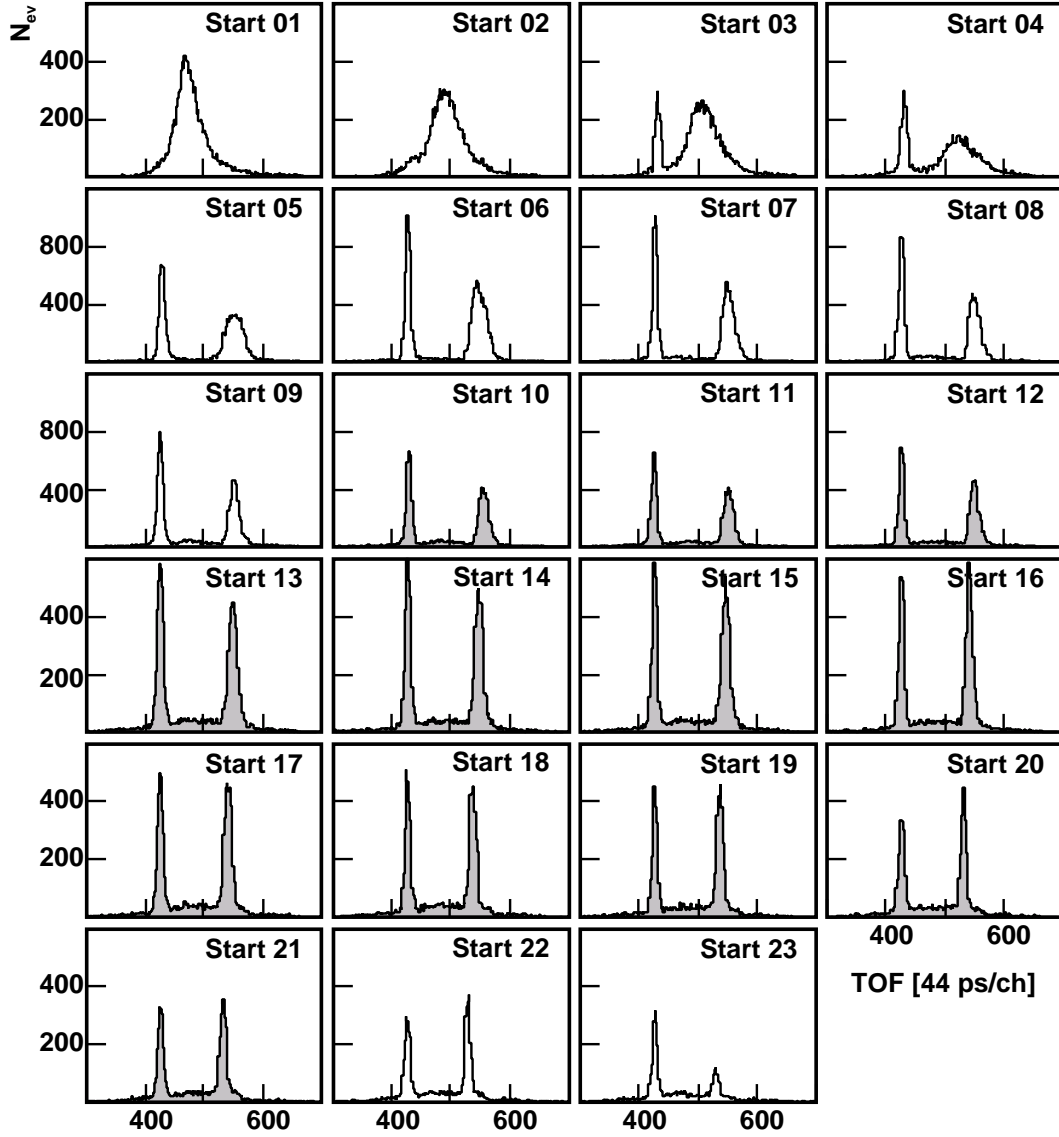 N_ev
Start 01 Start 02 Start 03 Start 04
400
200
Start 05 Start 06 Start 07 Start 08
800
400
Start 09 Start 10 Start 11 Start 12
800
400
Start 13 Start 14 Start 15 Start 16
400
200
Start 17 Start 18 Start 19 Start 20
400
200
400 600
Start 21 Start 22 Start 23
TOF [44 ps/ch]
400
200
400 600 400 600 400 600